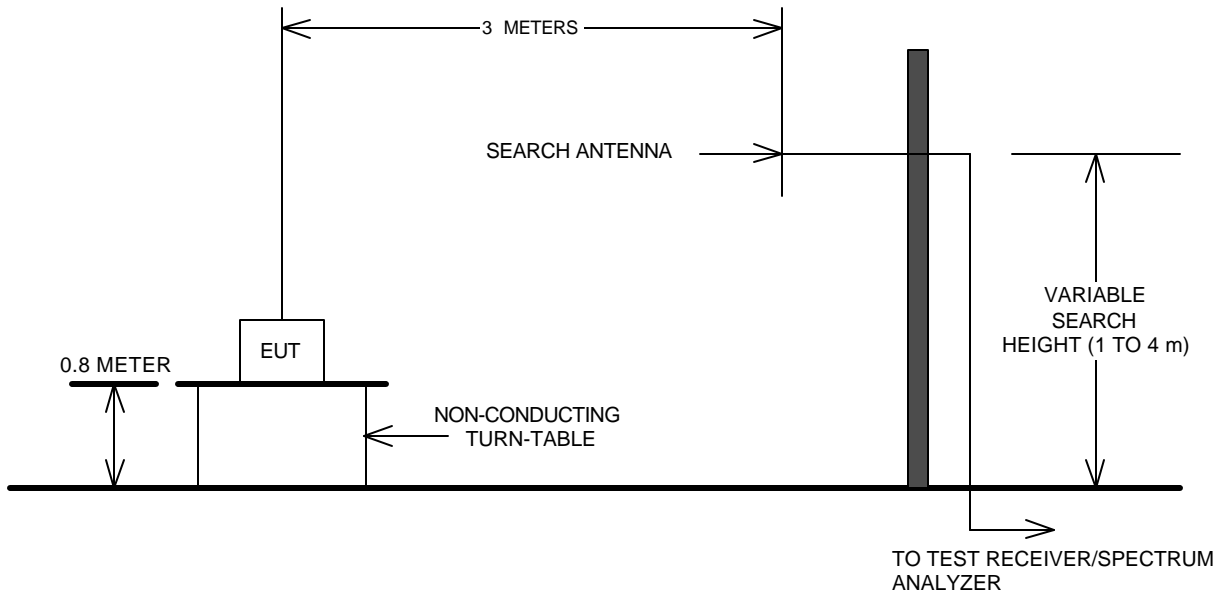 3 METERS
SEARCH ANTENNA
EUT
0.8 METER
VARIABLE
SEARCH
HEIGHT (1 TO 4 m)
NON-CONDUCTING
TURN-TABLE
TO TEST RECEIVER/SPECTRUM
ANALYZER